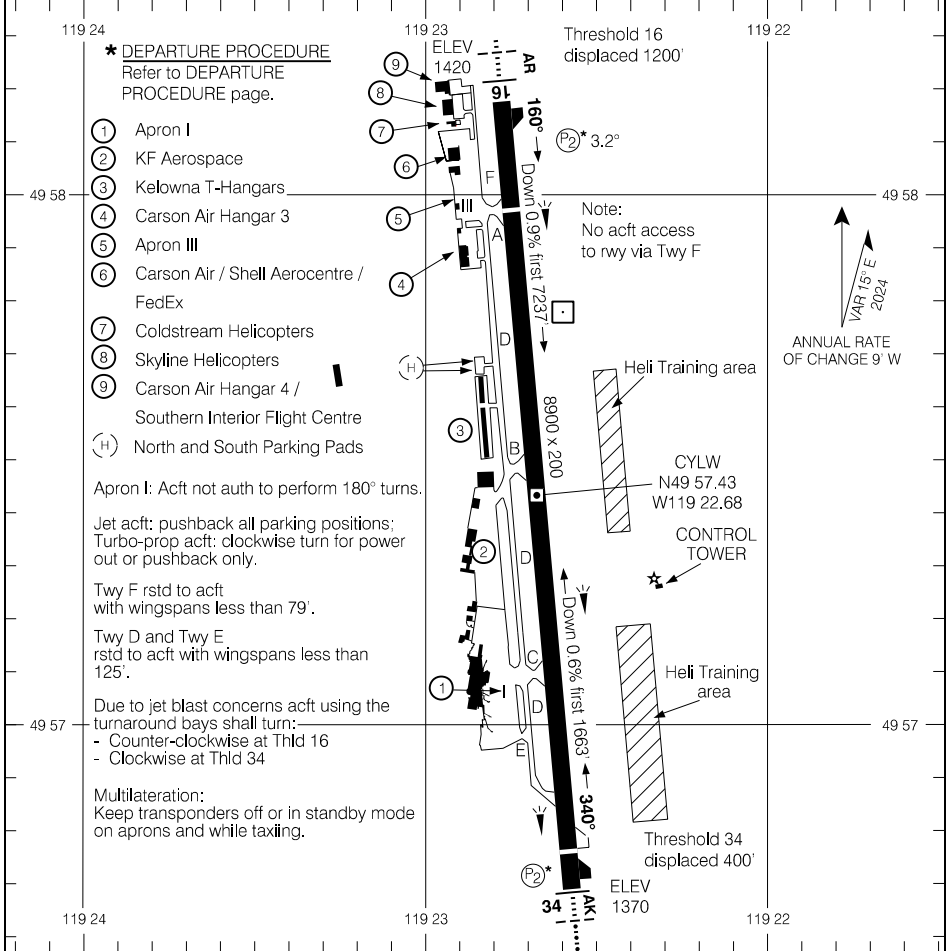 119 24
119 23
119 22
* DEPARTURE PROCEDURE
Refer to DEPARTURE
PROCEDURE page.
1 Apron I
2 KF Aerospace
3 Kelowna T-Hangars
4 Carson Air Hangar 3
5 Apron III
6 Carson Air / Shell Aerocentre /
FedEx
7 Coldstream Helicopters
8 Skyline Helicopters
9 Carson Air Hangar 4 /
Southern Interior Flight Centre
H North and South Parking Pads
Apron I: Acft not auth to perform 180° turns.
Jet acft: pushback all parking positions;
Turbo-prop acft: clockwise turn for power
out or pushback only.
Twy F rstd to acft
with wingspans less than 79'.
Twy D and Twy E
rstd to acft with wingspans less than
125'.
Due to jet blast concerns acft using the
turnaround bays shall turn:
- Counter-clockwise at Thld 16
- Clockwise at Thld 34
Multilateration:
Keep transponders off or in standby mode
on aprons and while taxiing.
ELEV
1420
AR
Threshold 16
displaced 1200'
16
160°
P2* 3.2°
9
8
7
6
5
4
F
III
A
49 58
49 58
Down 0.9% first 7237'
Note:
No acft access
to rwy via Twy F
VAR 15° E
2024
ANNUAL RATE
OF CHANGE 9' W
D
H
3
B
8900 x 200
Heli Training area
CYLW
N49 57.43
W119 22.68
CONTROL
TOWER
2
D
C
Down 0.6% first 1663'
Heli Training
area
1
I
D
E
49 57
49 57
340°
Threshold 34
displaced 400'
P2*
34
AK
ELEV
1370
119 24
119 23
119 22